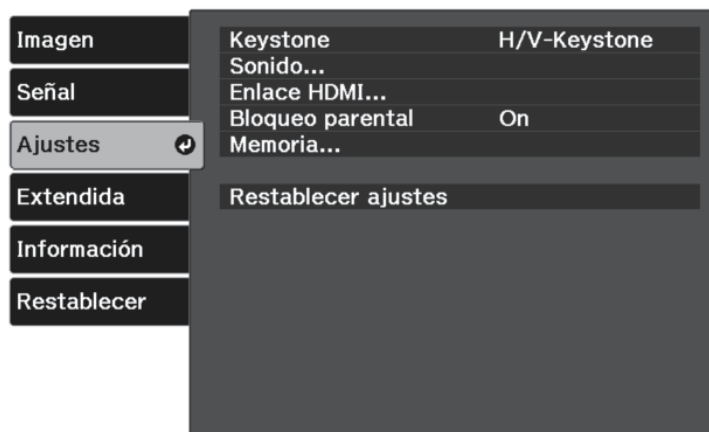 Imagen
Señal
Ajustes
Extendida
Información
Restablecer
Keystone H/V-Keystone
Sonido...
Enlace HDMI...
Bloqueo parental On
Memoria...
Restablecer ajustes